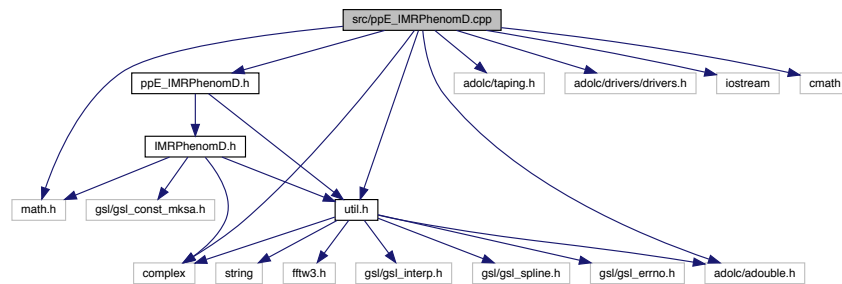 src/ppE_IMRPhenomD.cpp
ppE_IMRPhenomD.h
adolc/taping.h
adolc/drivers/drivers.h
iostream
cmath
IMRPhenomD.h
math.h
gsl/gsl_const_mksa.h
util.h
complex
string
fftw3.h
gsl/gsl_interp.h
gsl/gsl_spline.h
gsl/gsl_errno.h
adolc/adouble.h